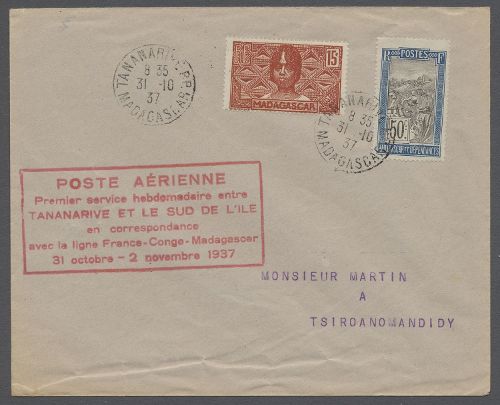 TANANARIVE R.P.
8 35
31 -10
37
MADAGASCAR
15c
MADAGASCAR
POSTES
50c
TANANARIVE
8 35
31 -10
37
MADAGASCAR
POSTE AÉRIENNE
Premier service hebdomadaire entre
TANANARIVE ET LE SUD DE L'ILE
en correspondance
avec la ligne France-Congo-Madagascar
31 octobre - 2 novembre 1937
MONSIEUR MARTIN
A
TSIROANOMANDIDY